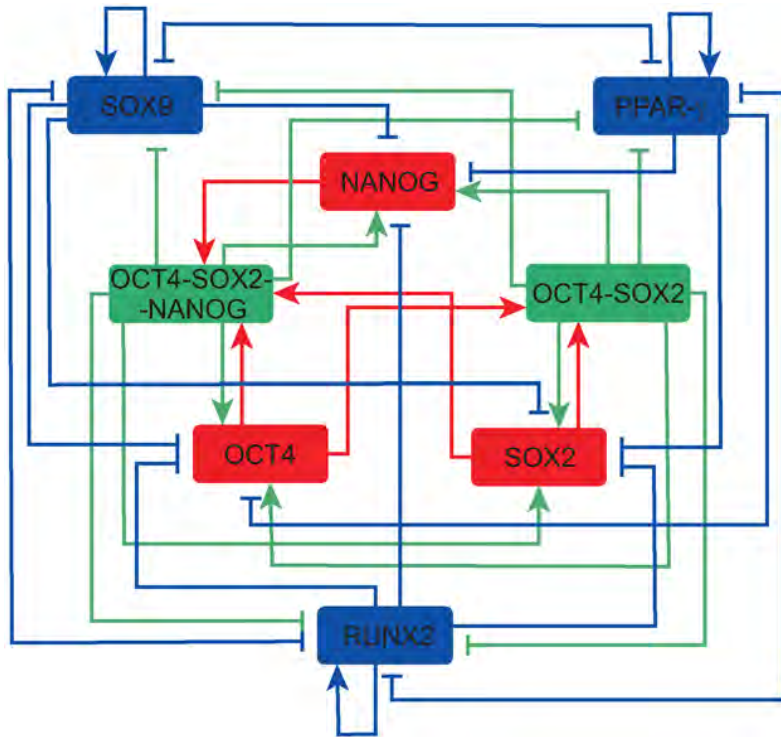 SOX9
PPAR-γ
NANOG
OCT4-SOX2-
-NANOG
OCT4-SOX2
OCT4
SOX2
RUNX2